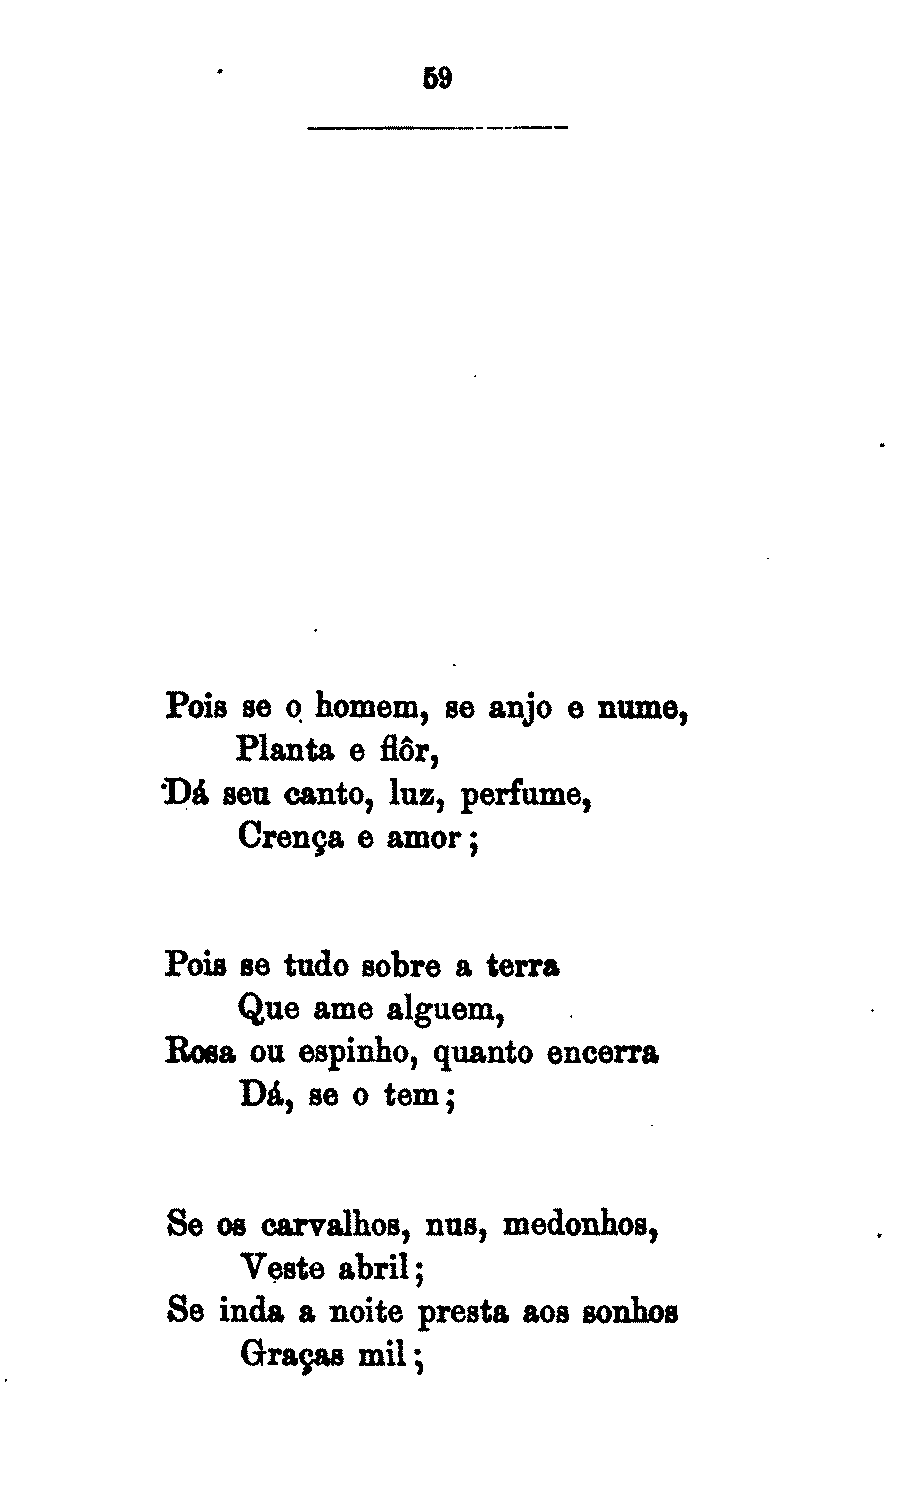 59
Pois se o homem, se anjo e nume,
Planta e flôr,
Dá seu canto, luz, perfume,
Crença e amor;
Pois se tudo sobre a terra
Que ame alguem,
Rosa ou espinho, quanto encerra
Dá, se o tem;
Se os carvalhos, nus, medonhos,
Veste abril;
Se inda a noite presta aos sonhos
Graças mil;